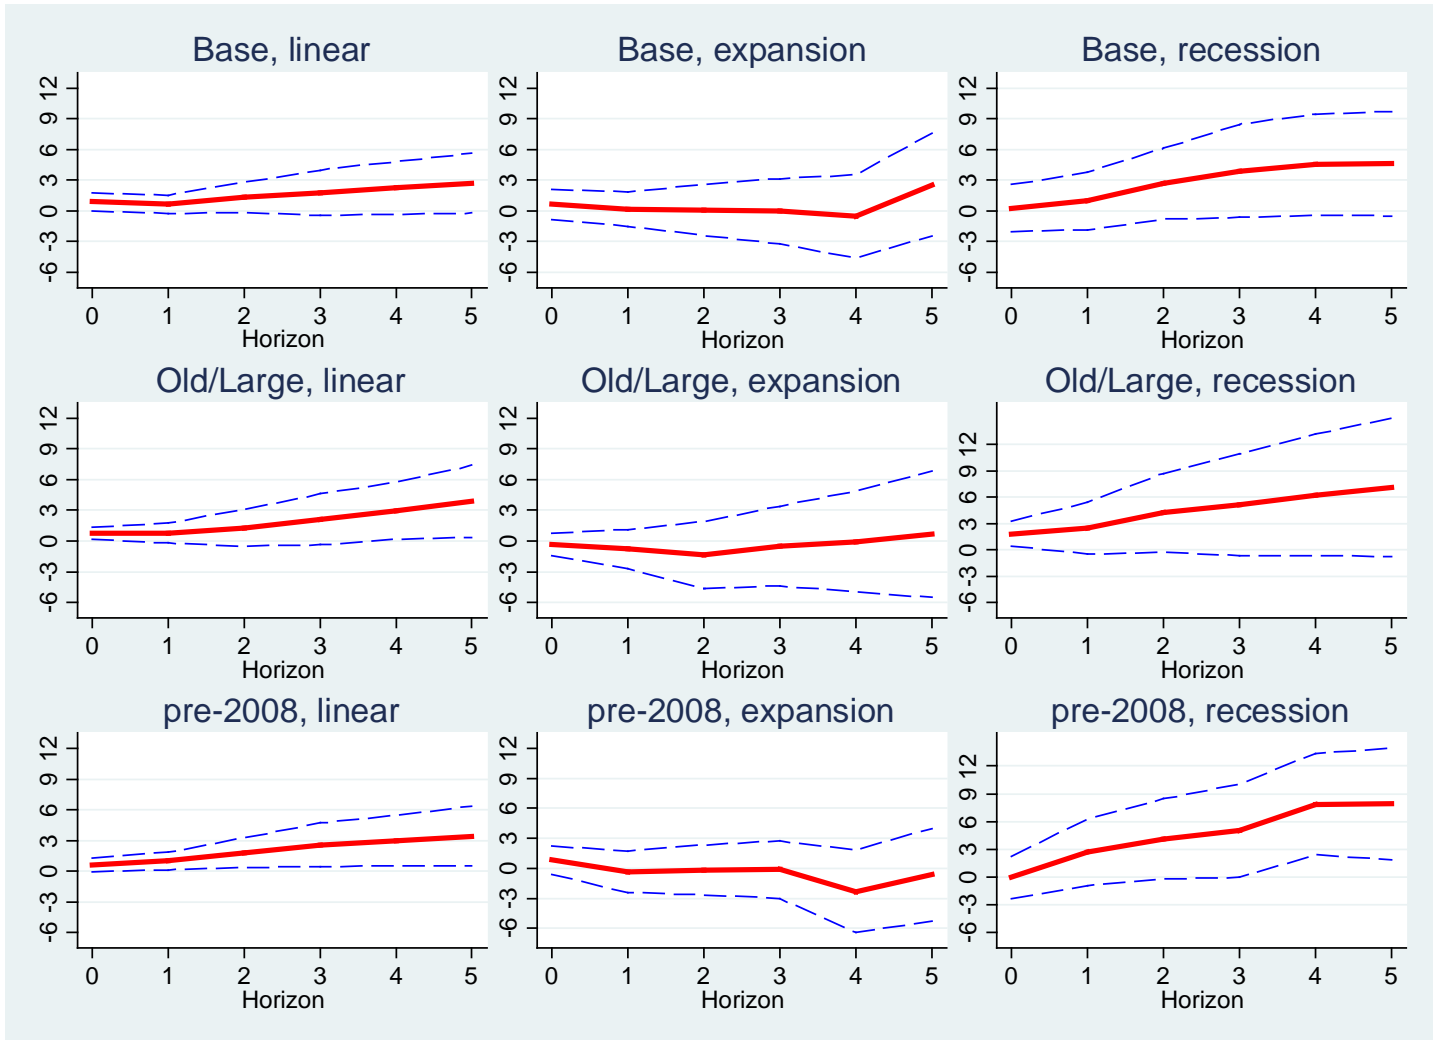 Base, linear
12
9
6
3
0
-3
-6
0 1 2 3 4 5
Horizon
Base, expansion
12
9
6
3
0
-3
-6
0 1 2 3 4 5
Horizon
Base, recession
12
9
6
3
0
-3
-6
0 1 2 3 4 5
Horizon
Old/Large, linear
12
9
6
3
0
-3
-6
0 1 2 3 4 5
Horizon
Old/Large, expansion
12
9
6
3
0
-3
-6
0 1 2 3 4 5
Horizon
Old/Large, recession
12
9
6
3
0
-3
-6
0 1 2 3 4 5
Horizon
pre-2008, linear
12
9
6
3
0
-3
-6
0 1 2 3 4 5
Horizon
pre-2008, expansion
12
9
6
3
0
-3
-6
0 1 2 3 4 5
Horizon
pre-2008, recession
12
9
6
3
0
-3
-6
0 1 2 3 4 5
Horizon